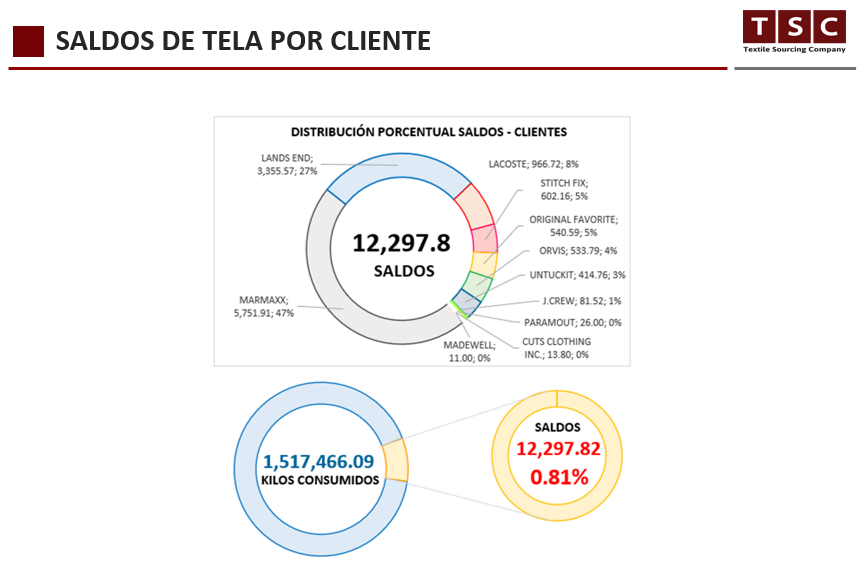 SALDOS DE TELA POR CLIENTE
TSC
Textile Sourcing Company
DISTRIBUCIÓN PORCENTUAL SALDOS - CLIENTES
LANDS END;
3,355.57; 27%
LACOSTE; 966.72; 8%
STITCH FIX;
602.16; 5%
ORIGINAL FAVORITE;
540.59; 5%
ORVIS; 533.79; 4%
UNTUCKIT; 414.76; 3%
J.CREW; 81.52; 1%
PARAMOUT; 26.00; 0%
CUTS CLOTHING
INC.; 13.80; 0%
MADEWELL;
11.00; 0%
MARMAXX;
5,751.91; 47%
12,297.8
SALDOS
1,517,466.09
KILOS CONSUMIDOS
SALDOS
12,297.82
0.81%